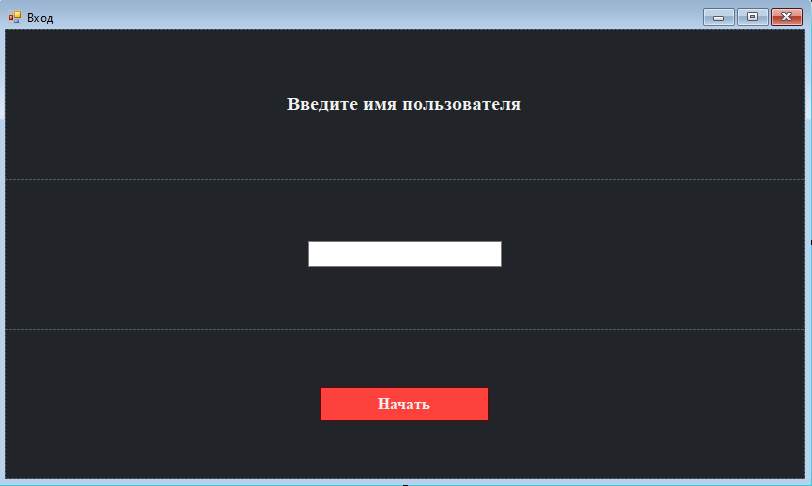 Вход
Введите имя пользователя
Начать